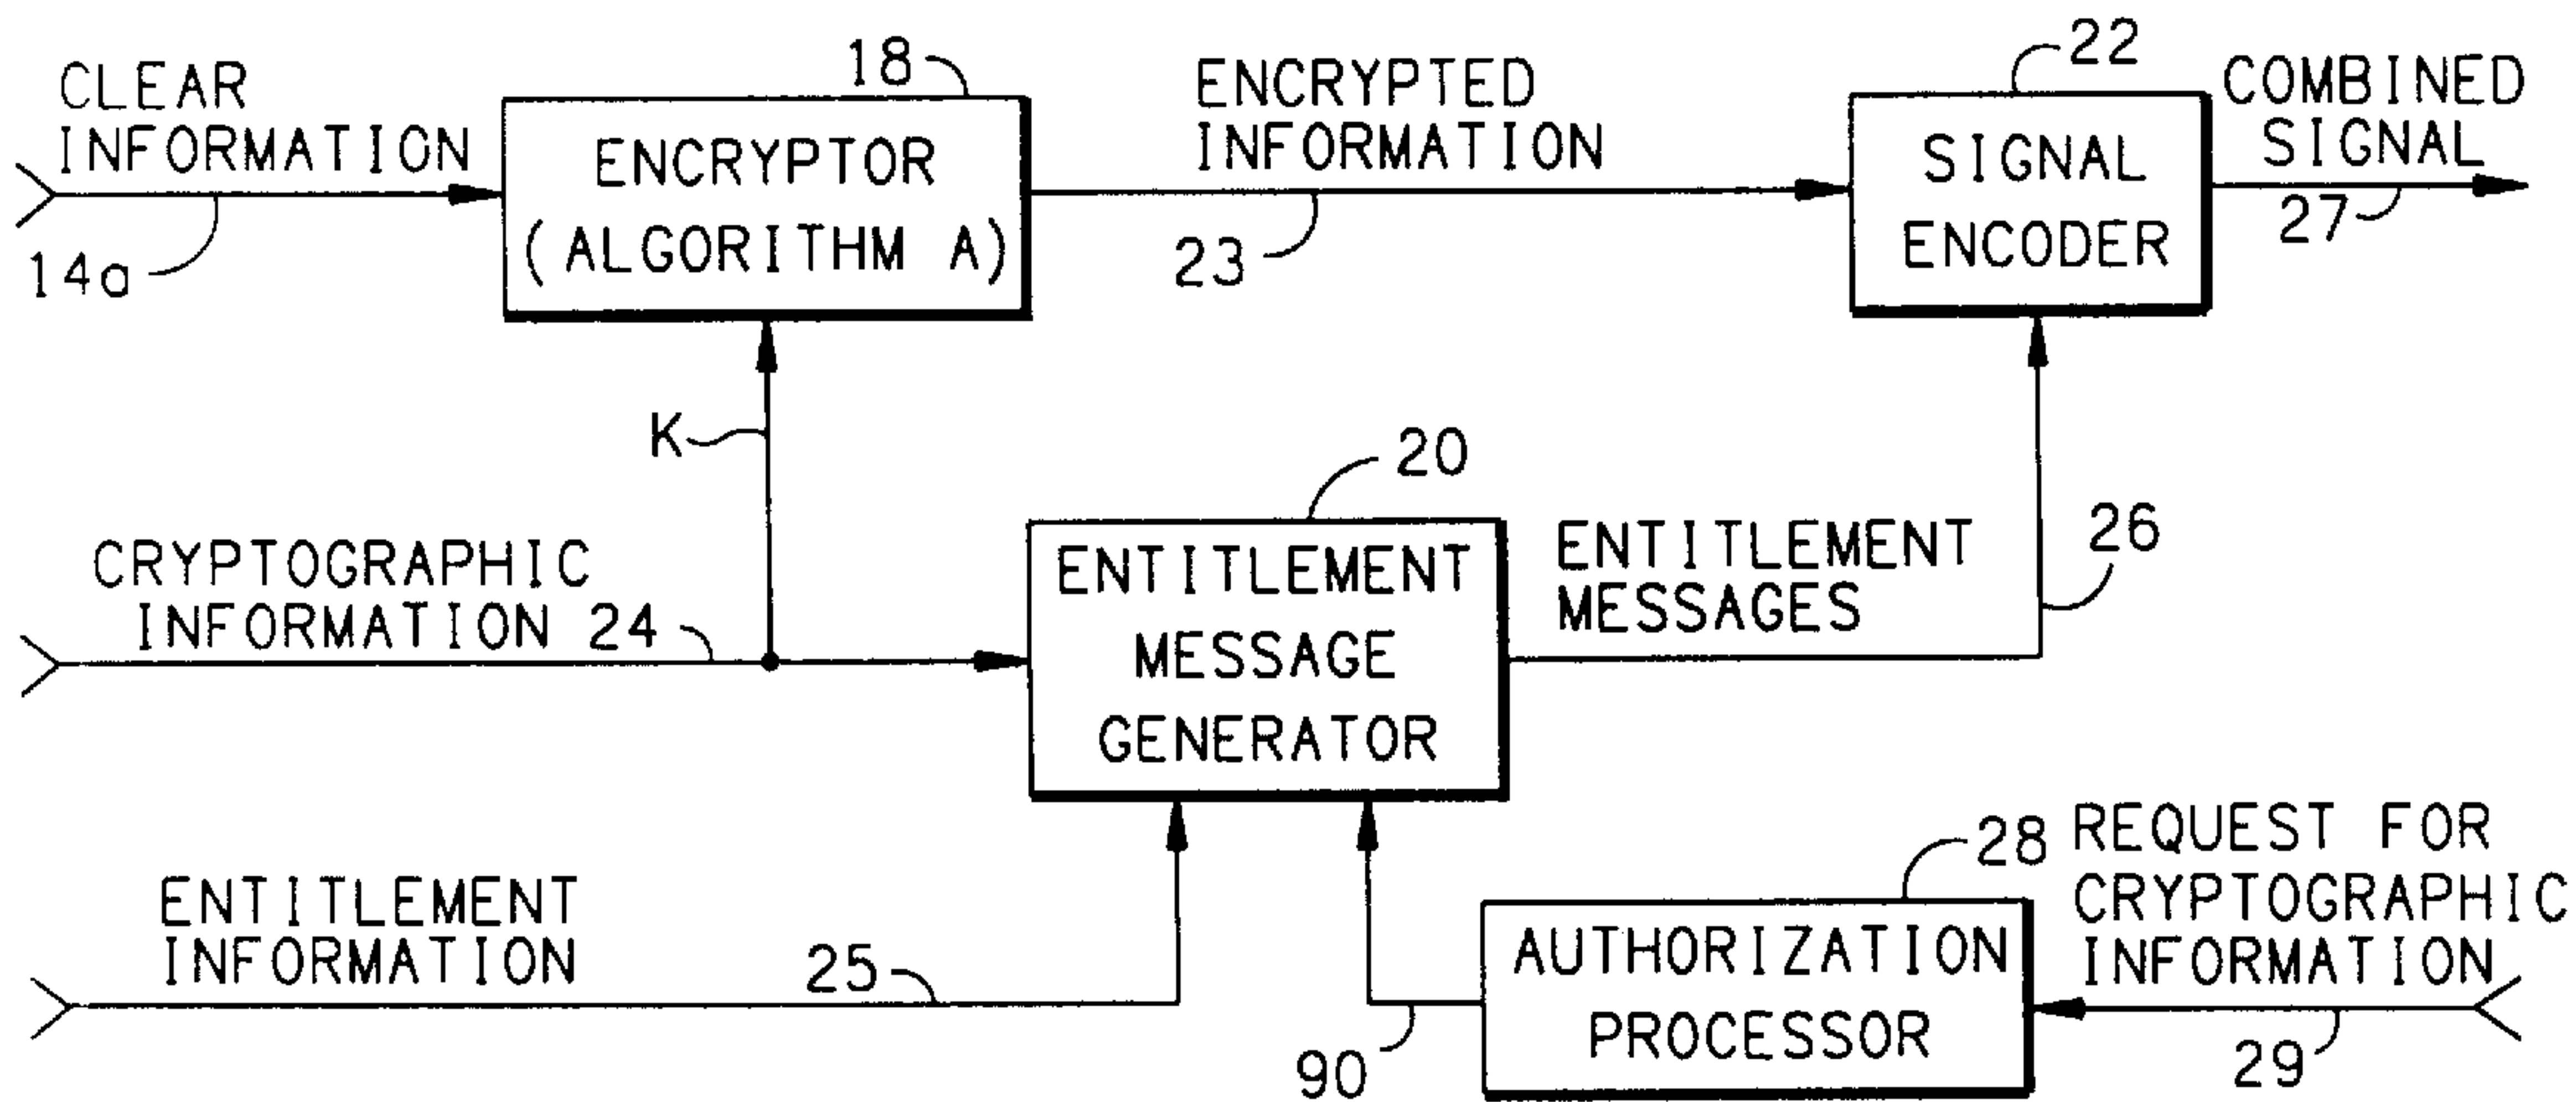 CLEAR
INFORMATION
14a
18
ENCRYPTOR
(ALGORITHM A)
ENCRYPTED
INFORMATION
23
22
SIGNAL
ENCODER
COMBINED
SIGNAL
27
K
CRYPTOGRAPHIC
INFORMATION 24
20
ENTITLEMENT
MESSAGE
GENERATOR
ENTITLEMENT
MESSAGES
26
ENTITLEMENT
INFORMATION
25
90
28
AUTHORIZATION
PROCESSOR
REQUEST FOR
CRYPTOGRAPHIC
INFORMATION
29